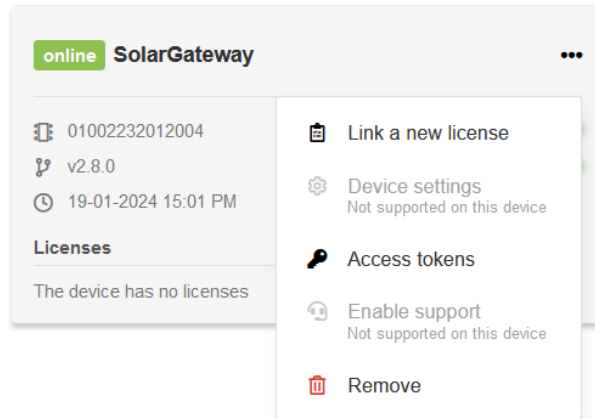 online SolarGateway
01002232012004
v2.8.0
19-01-2024 15:01 PM
Licenses
The device has no licenses
Link a new license
Device settings
Not supported on this device
Access tokens
Enable support
Not supported on this device
Remove